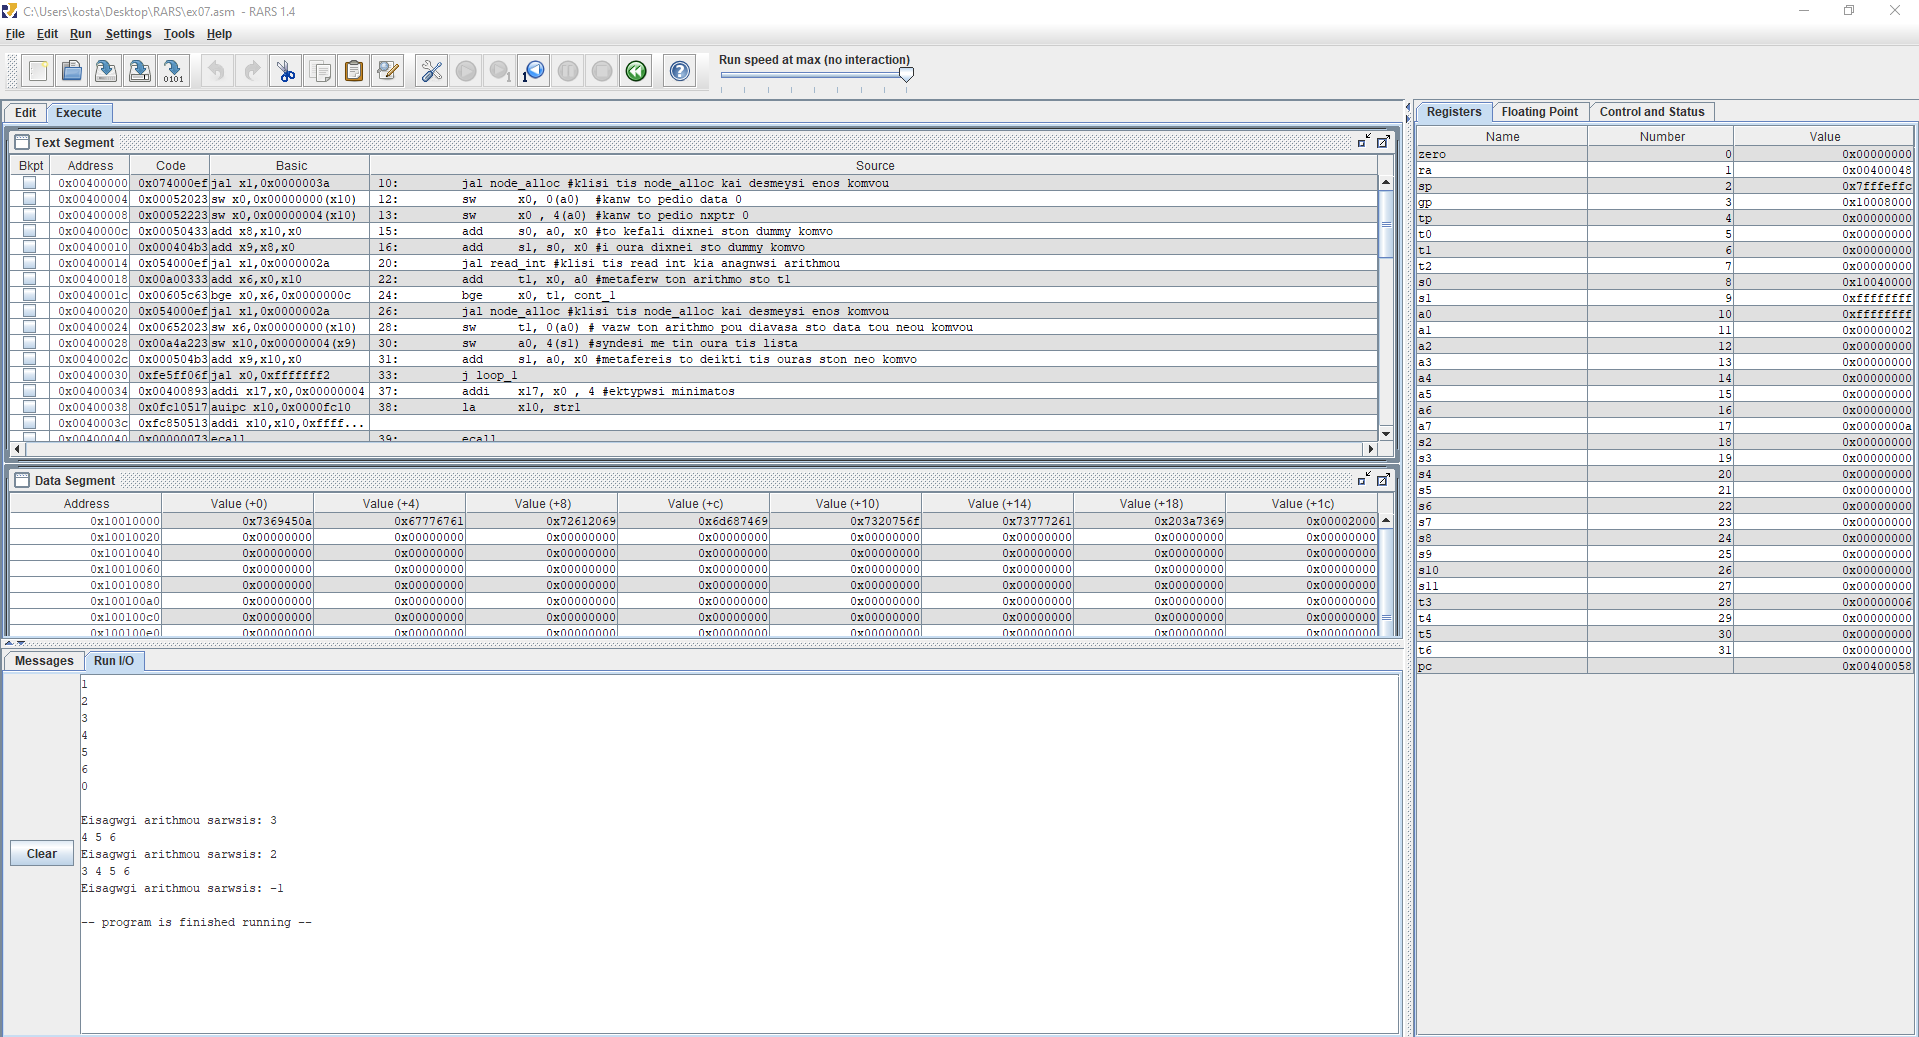 C:\Users\kosta\Desktop\RARS\ex07.asm - RARS 1.4
File Edit Run Settings Tools Help
Run speed at max (no interaction)
Edit Execute
Text Segment
Bkpt Address Code Basic Source
0x00400000 0x074000ef jal x1,0x0000003a 10: jal node_alloc #klisi tis node_alloc kai desmeysi enos komvou
0x00400004 0x00052023 sw x0,0x00000000(x10) 12: sw x0, 0(a0) #kanw to pedio data 0
0x00400008 0x00052223 sw x0,0x00000004(x10) 13: sw x0 , 4(a0) #kanw to pedio nxptr 0
0x0040000c 0x00050433 add x8,x10,x0 15: add s0, a0, x0 #to kefali dixnei ston dummy komvo
0x00400010 0x000404b3 add x9,x8,x0 16: add s1, s0, x0 #i oura dixnei sto dummy komvo
0x00400014 0x054000ef jal x1,0x0000002a 20: jal read_int #klisi tis read int kia anagnwsi arithmou
0x00400018 0x00a00333 add x6,x0,x10 22: add t1, x0, a0 #metaferw ton arithmo sto t1
0x0040001c 0x00605c63 bge x0,x6,0x0000000c 24: bge x0, t1, cont_1
0x00400020 0x054000ef jal x1,0x0000002a 26: jal node_alloc #klisi tis node_alloc kai desmeysi enos komvou
0x00400024 0x00652023 sw x6,0x00000000(x10) 28: sw t1, 0(a0) # vazw ton arithmo pou diavasa sto data tou neou komvou
0x00400028 0x00a4a223 sw x10,0x00000004(x9) 30: sw a0, 4(s1) #syndesi me tin oura tis lista
0x0040002c 0x000504b3 add x9,x10,x0 31: add s1, a0, x0 #metafereis to deikti tis ouras ston neo komvo
0x00400030 0xfe5ff06f jal x0,0xfffffff2 33: j loop_1
0x00400034 0x00400893 addi x17,x0,0x00000004 37: addi x17, x0 , 4 #ektypwsi minimatos
0x00400038 0x0fc10517 auipc x10,0x0000fc10 38: la x10, str1
0x0040003c 0xfc850513 addi x10,x10,0xffff...
0x00400040 0x00000073 ecall 39: ecall
Data Segment
Address Value (+0) Value (+4) Value (+8) Value (+c) Value (+10) Value (+14) Value (+18) Value (+1c)
0x10010000 0x7369450a 0x67776761 0x72612069 0x6d687469 0x7320756f 0x73777261 0x203a7369 0x00002000
0x10010020 0x00000000 0x00000000 0x00000000 0x00000000 0x00000000 0x00000000 0x00000000 0x00000000
0x10010040 0x00000000 0x00000000 0x00000000 0x00000000 0x00000000 0x00000000 0x00000000 0x00000000
0x10010060 0x00000000 0x00000000 0x00000000 0x00000000 0x00000000 0x00000000 0x00000000 0x00000000
0x10010080 0x00000000 0x00000000 0x00000000 0x00000000 0x00000000 0x00000000 0x00000000 0x00000000
0x100100a0 0x00000000 0x00000000 0x00000000 0x00000000 0x00000000 0x00000000 0x00000000 0x00000000
0x100100c0 0x00000000 0x00000000 0x00000000 0x00000000 0x00000000 0x00000000 0x00000000 0x00000000
0x100100e0 0x00000000 0x00000000 0x00000000 0x00000000 0x00000000 0x00000000 0x00000000 0x00000000
Messages Run I/O
Clear
1
2
3
4
5
6
0
Eisagwgi arithmou sarwsis: 3
4 5 6
Eisagwgi arithmou sarwsis: 2
3 4 5 6
Eisagwgi arithmou sarwsis: -1
-- program is finished running --
Registers Floating Point Control and Status
Name Number Value
zero 0 0x00000000
ra 1 0x00400048
sp 2 0x7fffeffc
gp 3 0x10008000
tp 4 0x00000000
t0 5 0x00000000
t1 6 0x00000000
t2 7 0x00000000
s0 8 0x10040000
s1 9 0xffffffff
a0 10 0xffffffff
a1 11 0x00000002
a2 12 0x00000000
a3 13 0x00000000
a4 14 0x00000000
a5 15 0x00000000
a6 16 0x00000000
a7 17 0x0000000a
s2 18 0x00000000
s3 19 0x00000000
s4 20 0x00000000
s5 21 0x00000000
s6 22 0x00000000
s7 23 0x00000000
s8 24 0x00000000
s9 25 0x00000000
s10 26 0x00000000
s11 27 0x00000000
t3 28 0x00000006
t4 29 0x00000000
t5 30 0x00000000
t6 31 0x00000000
pc 0x00400058